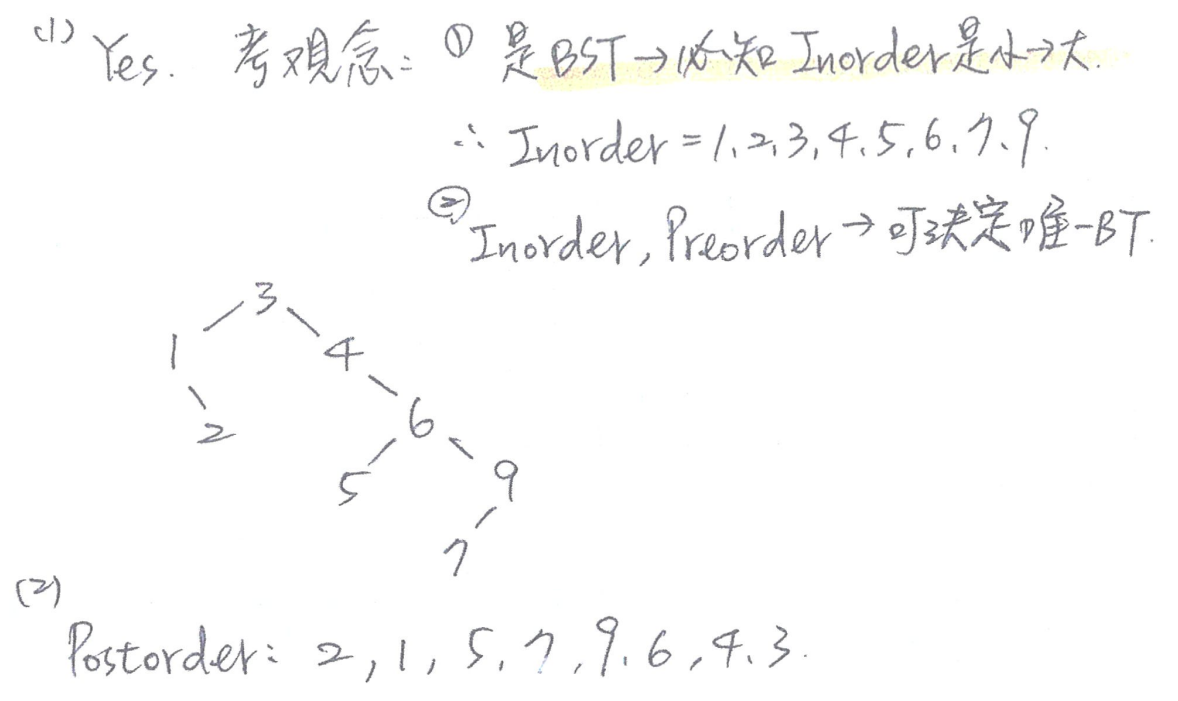 (1) Yes. 考观念: ① 是BST→必知 Inorder是小→大.
∴ Inorder = 1、2、3、4、5、6、7、9.
② Inorder, Preorder → 可決定唯一BT.
3
1 4
2 6
5 9
7
(2)
Postorder: 2, 1, 5、7、9、6、4、3.